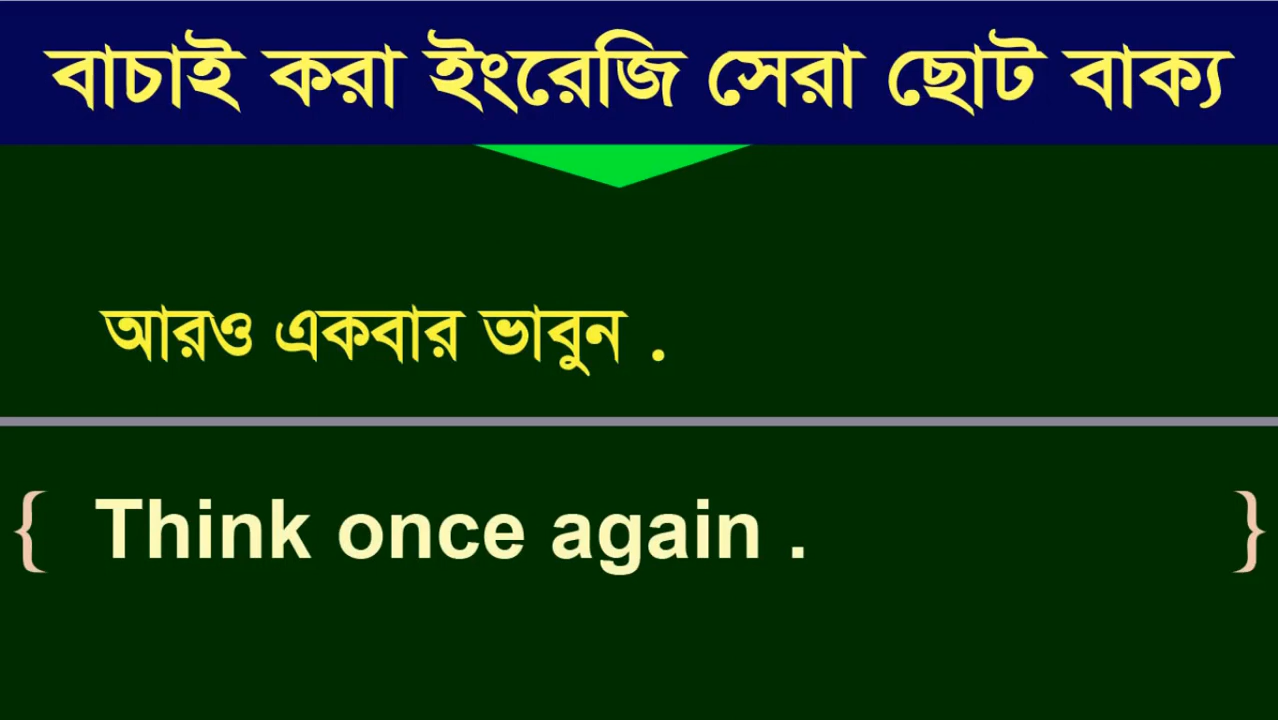 বাচাই করা ইংরেজি সেরা ছোট বাক্য
আরও একবার ভাবুন .
{ Think once again . }